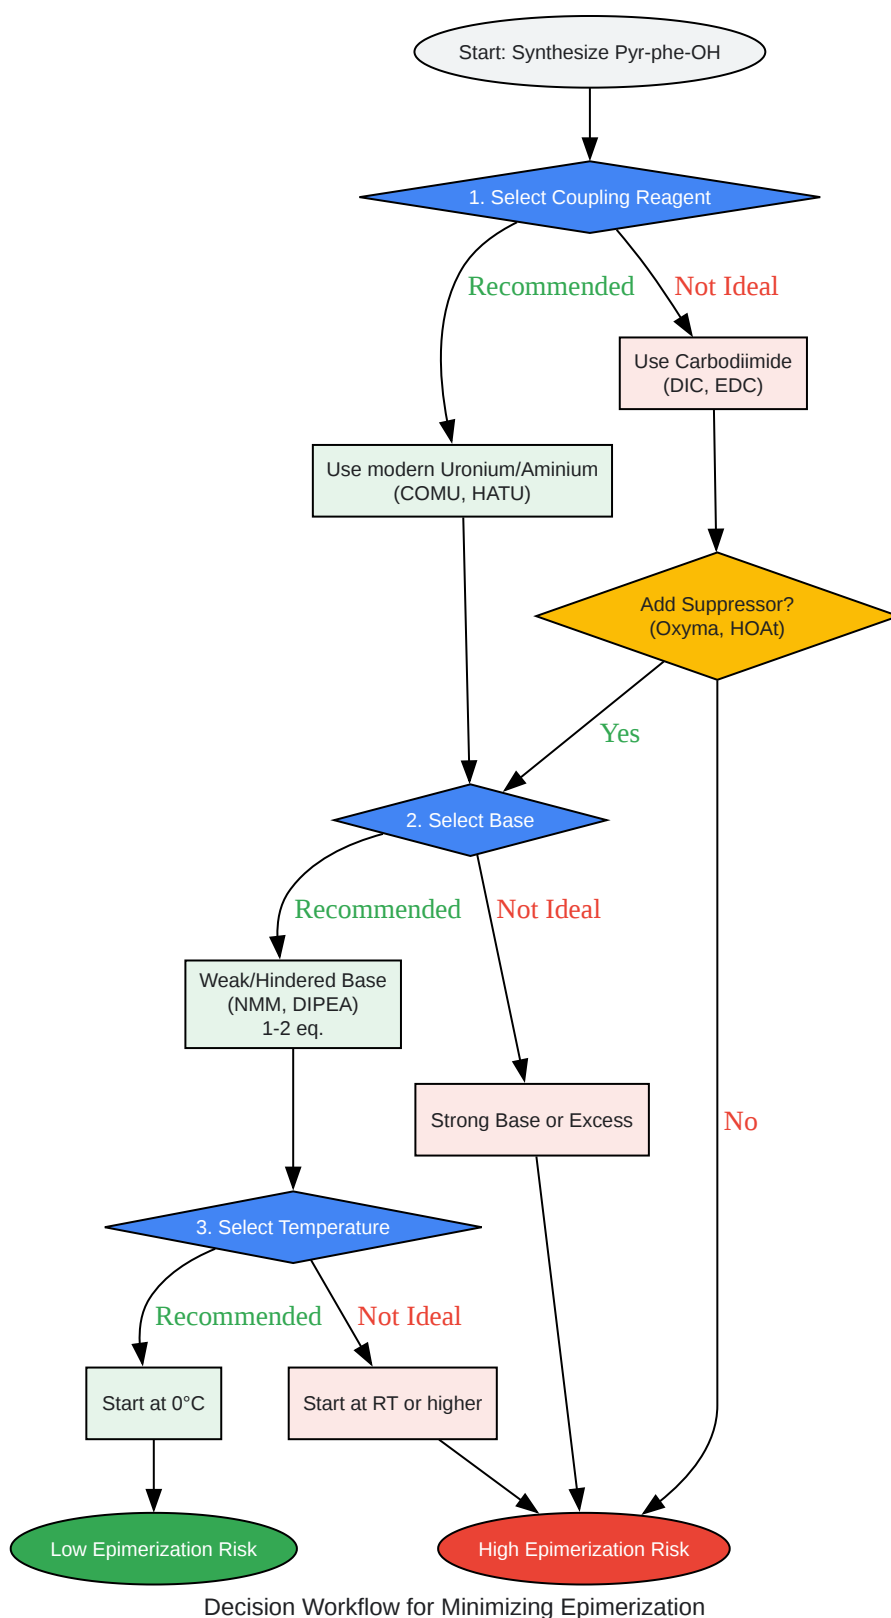 Start: Synthesize Pyr-phe-OH
1. Select Coupling Reagent
Recommended
Not Ideal
Use Carbodiimide
(DIC, EDC)
Use modern Uronium/Aminium
(COMU, HATU)
Add Suppressor?
(Oxyma, HOAt)
Yes
2. Select Base
Recommended
Not Ideal
Weak/Hindered Base
(NMM, DIPEA)
1-2 eq.
Strong Base or Excess
No
3. Select Temperature
Recommended
Not Ideal
Start at 0°C
Start at RT or higher
Low Epimerization Risk
High Epimerization Risk
Decision Workflow for Minimizing Epimerization